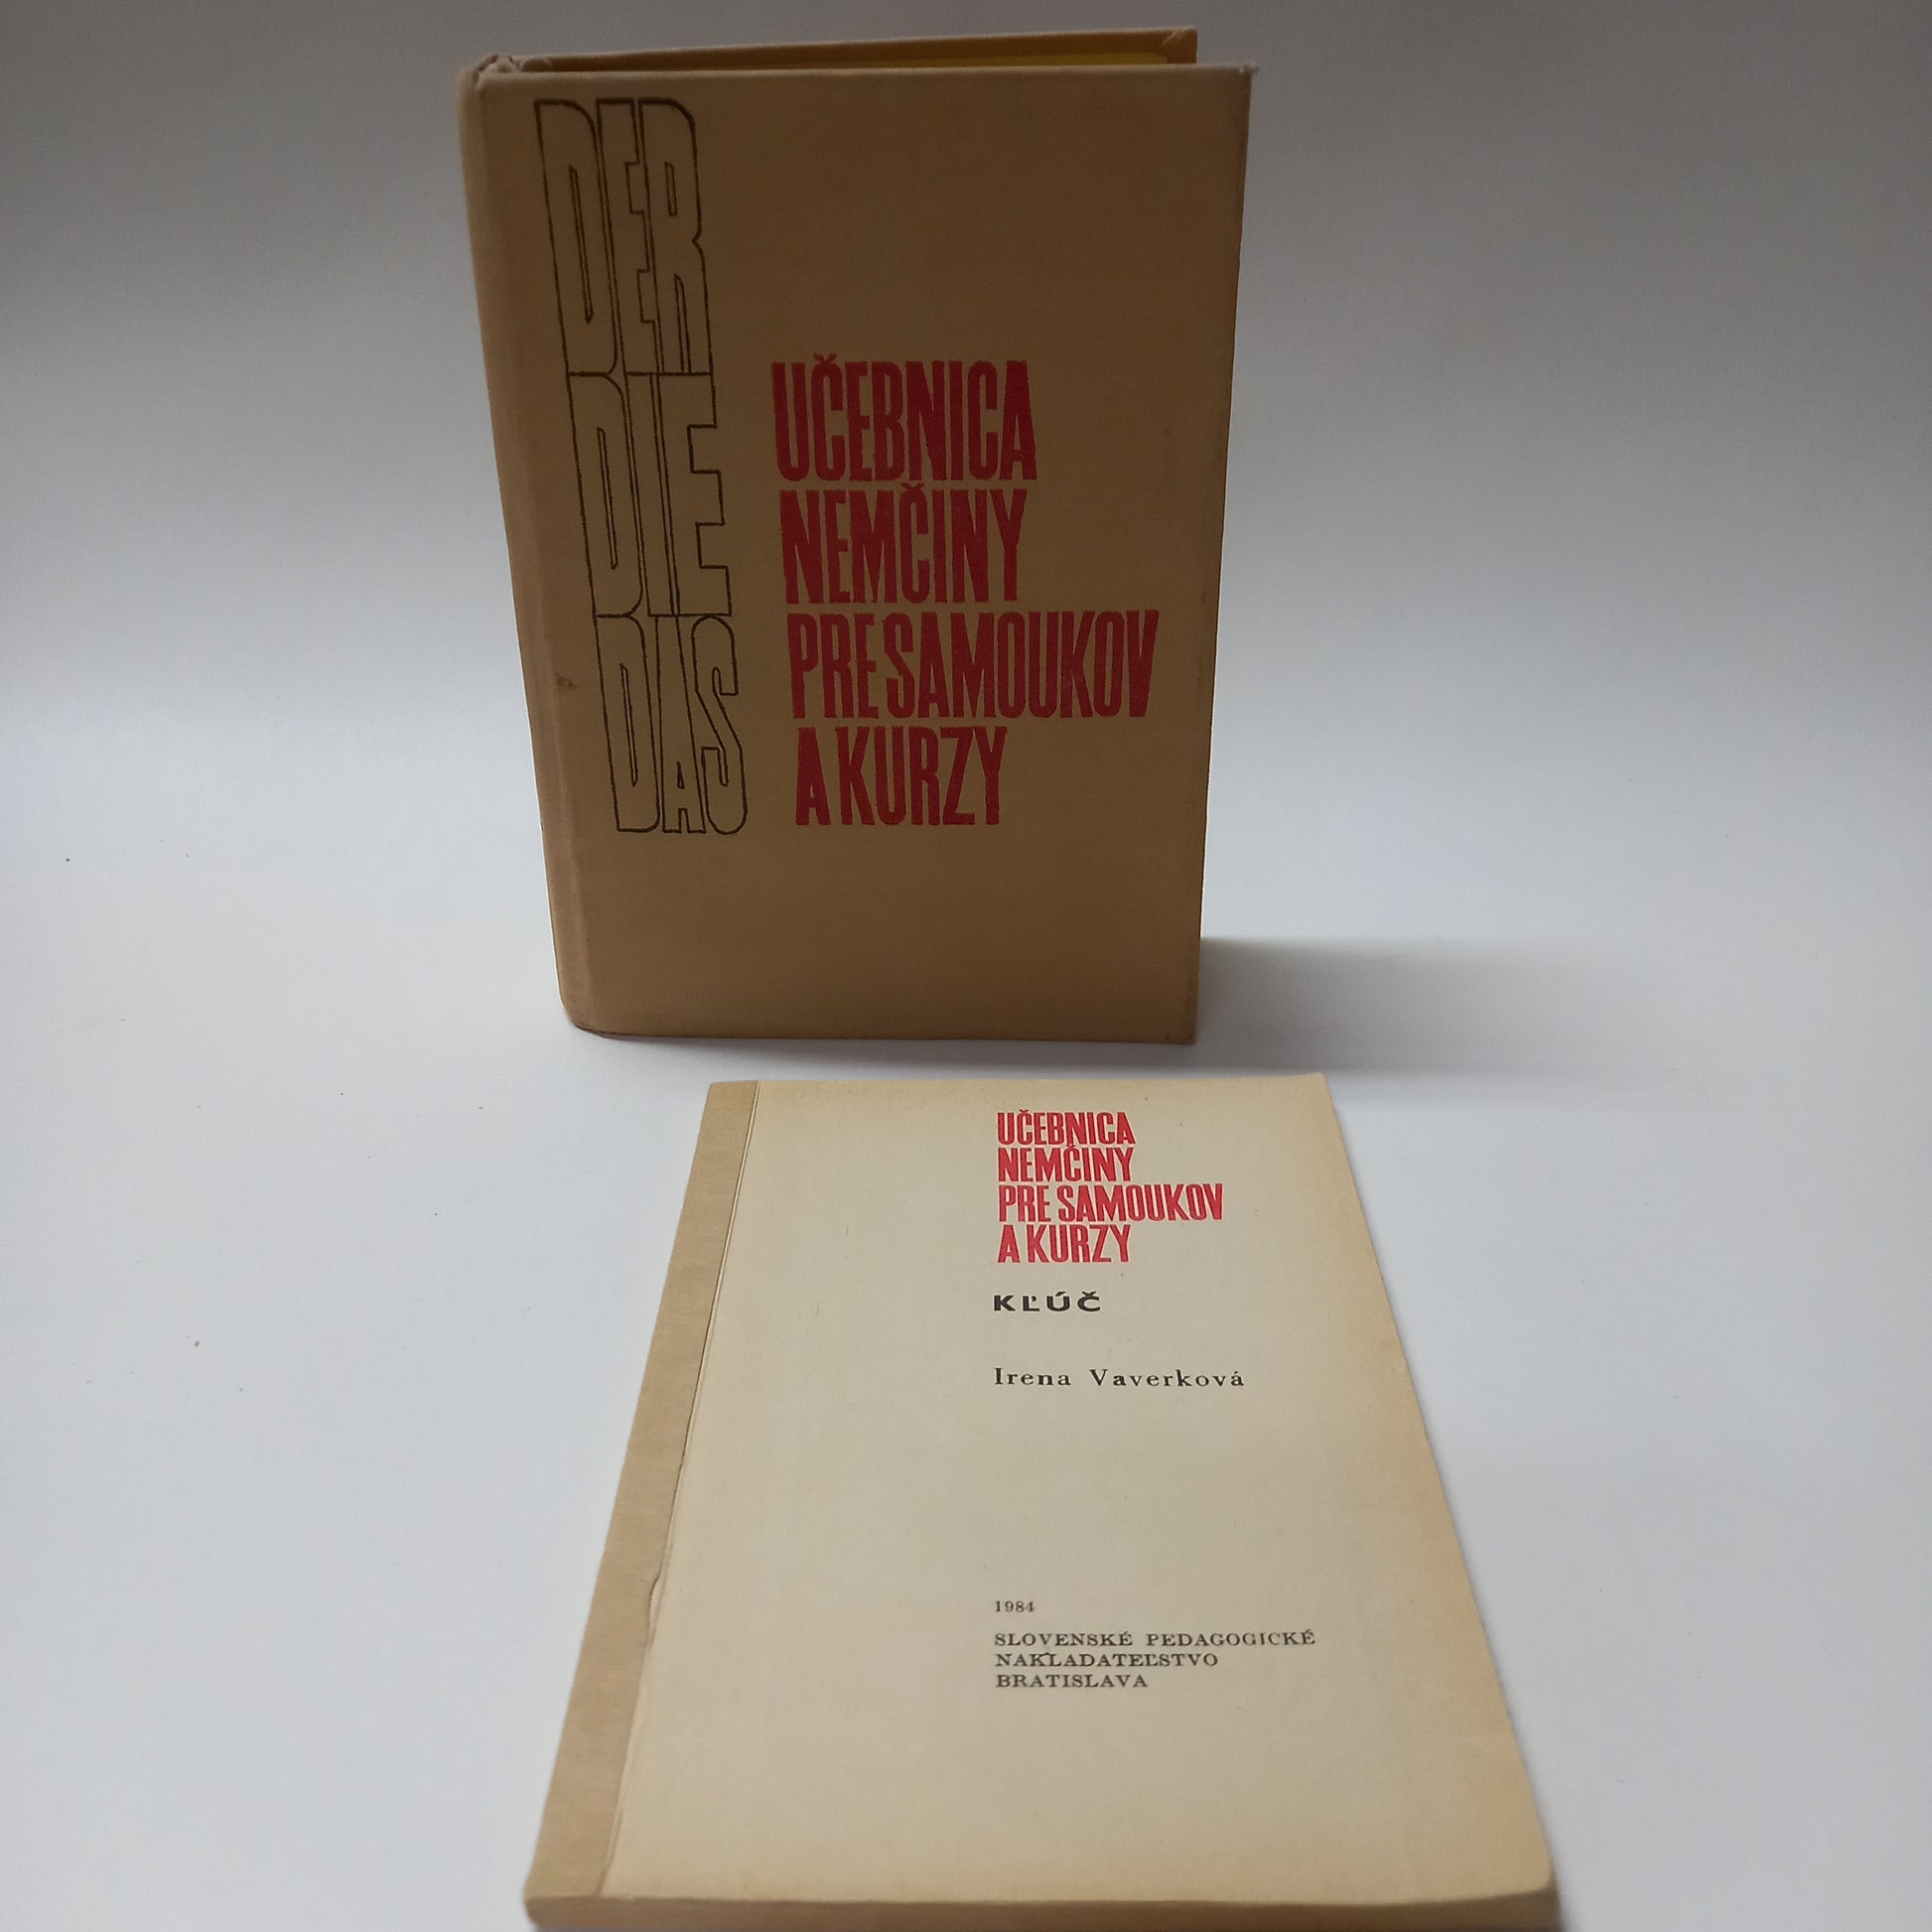 DER
DIE
DAS
UČEBNICA
NEMČINY
PRE SAMOUKOV
A KURZY
UČEBNICA
NEMČINY
PRE SAMOUKOV
A KURZY
KĽÚČ
Irena Vaverková
1984
SLOVENSKÉ PEDAGOGICKÉ
NAKLADATEĽSTVO
BRATISLAVA